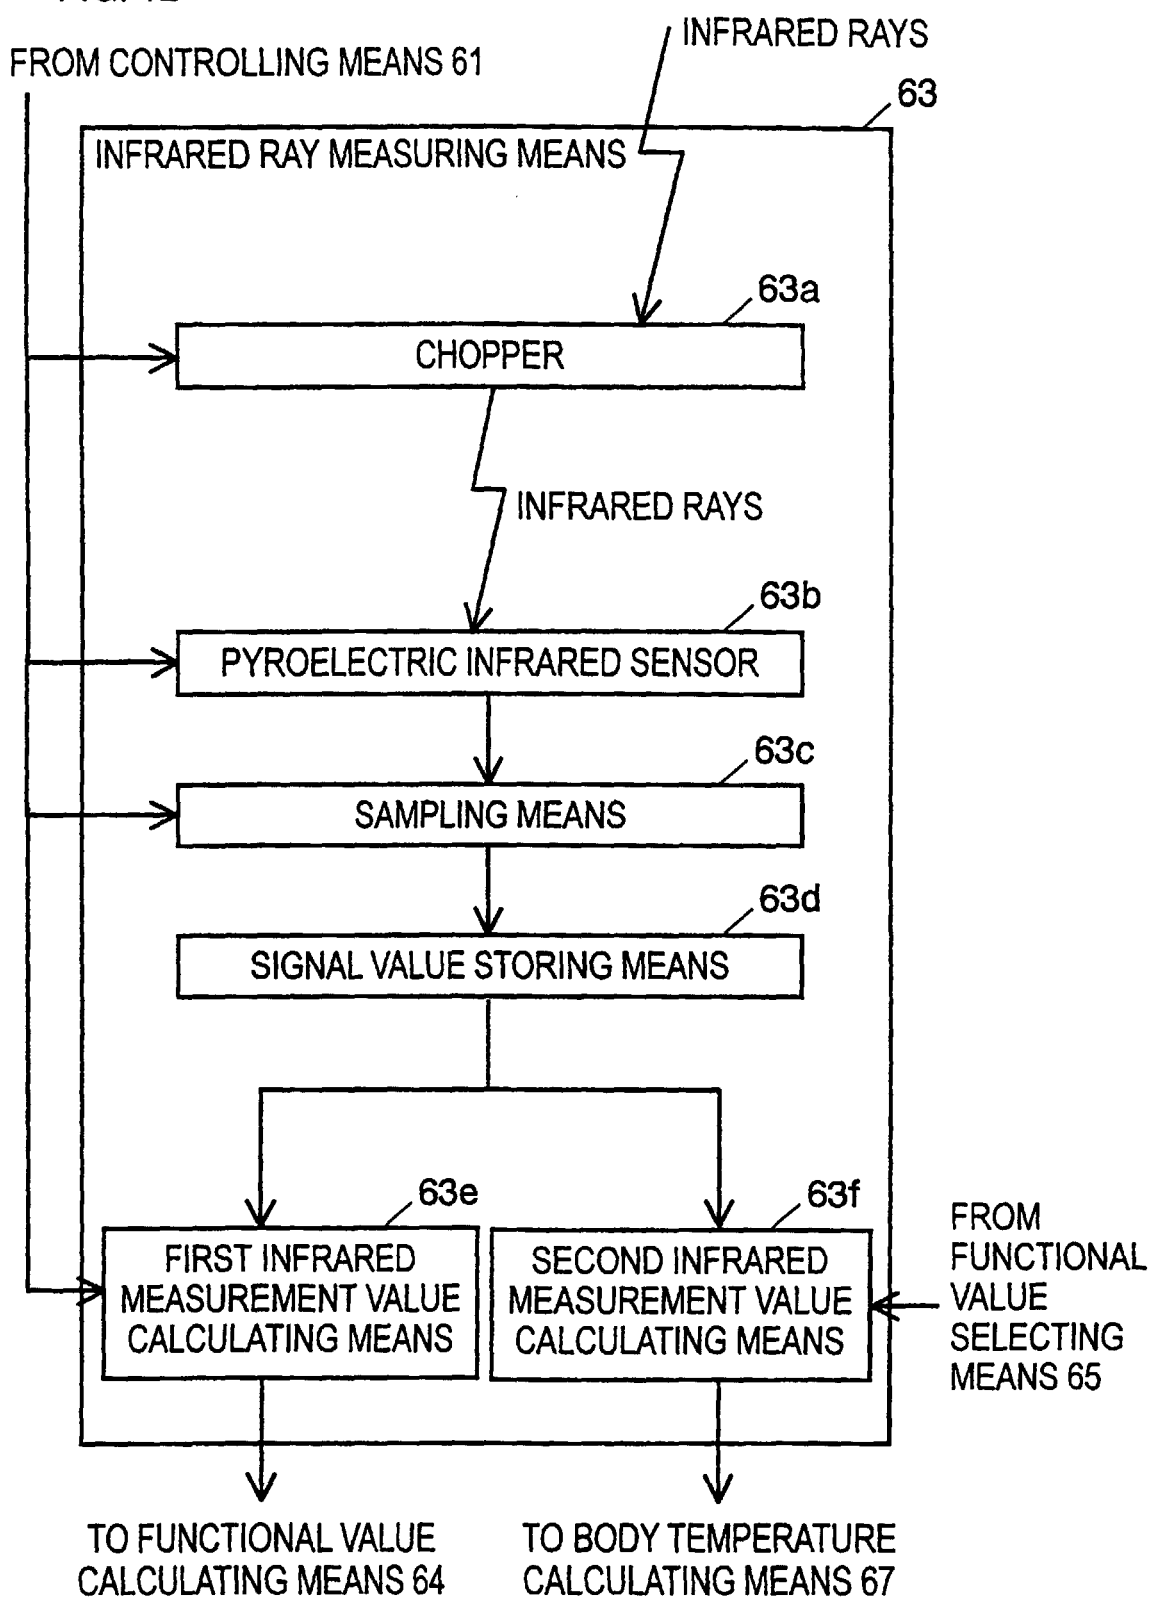 INFRARED RAYS
FROM CONTROLLING MEANS 61
63
INFRARED RAY MEASURING MEANS
63a
CHOPPER
INFRARED RAYS
63b
PYROELECTRIC INFRARED SENSOR
63c
SAMPLING MEANS
63d
SIGNAL VALUE STORING MEANS
63e
FIRST INFRARED
MEASUREMENT VALUE
CALCULATING MEANS
63f
SECOND INFRARED
MEASUREMENT VALUE
CALCULATING MEANS
FROM
FUNCTIONAL
VALUE
SELECTING
MEANS 65
TO FUNCTIONAL VALUE
CALCULATING MEANS 64
TO BODY TEMPERATURE
CALCULATING MEANS 67